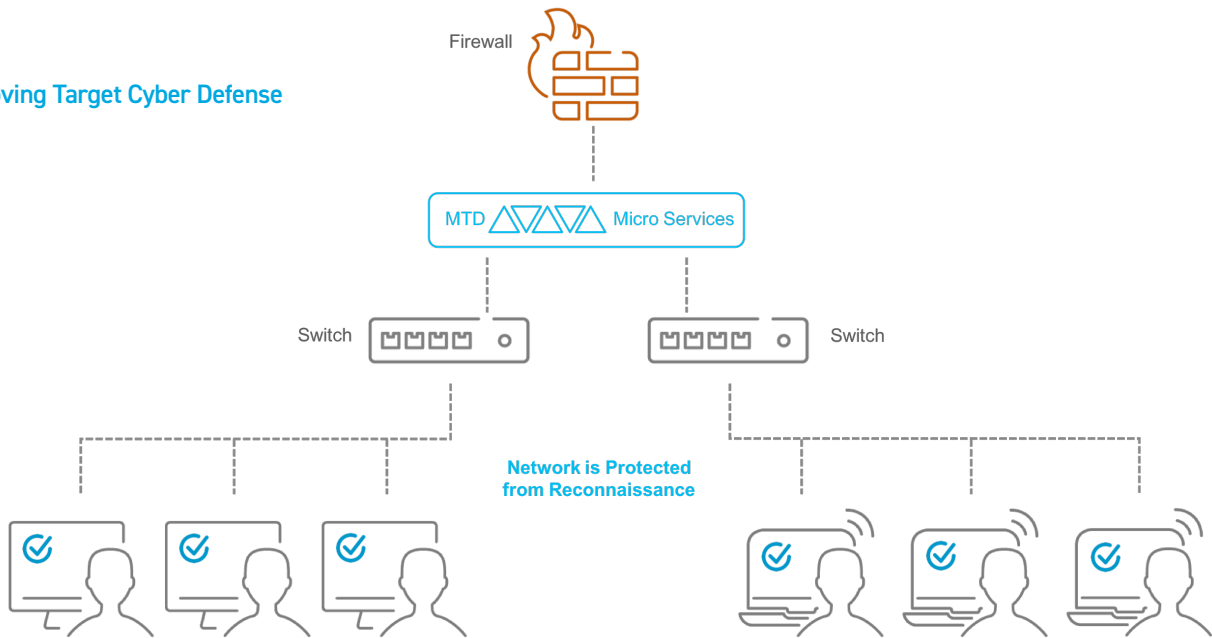 Firewall
ving Target Cyber Defense
MTD Micro Services
Switch
Switch
Network is Protected
from Reconnaissance